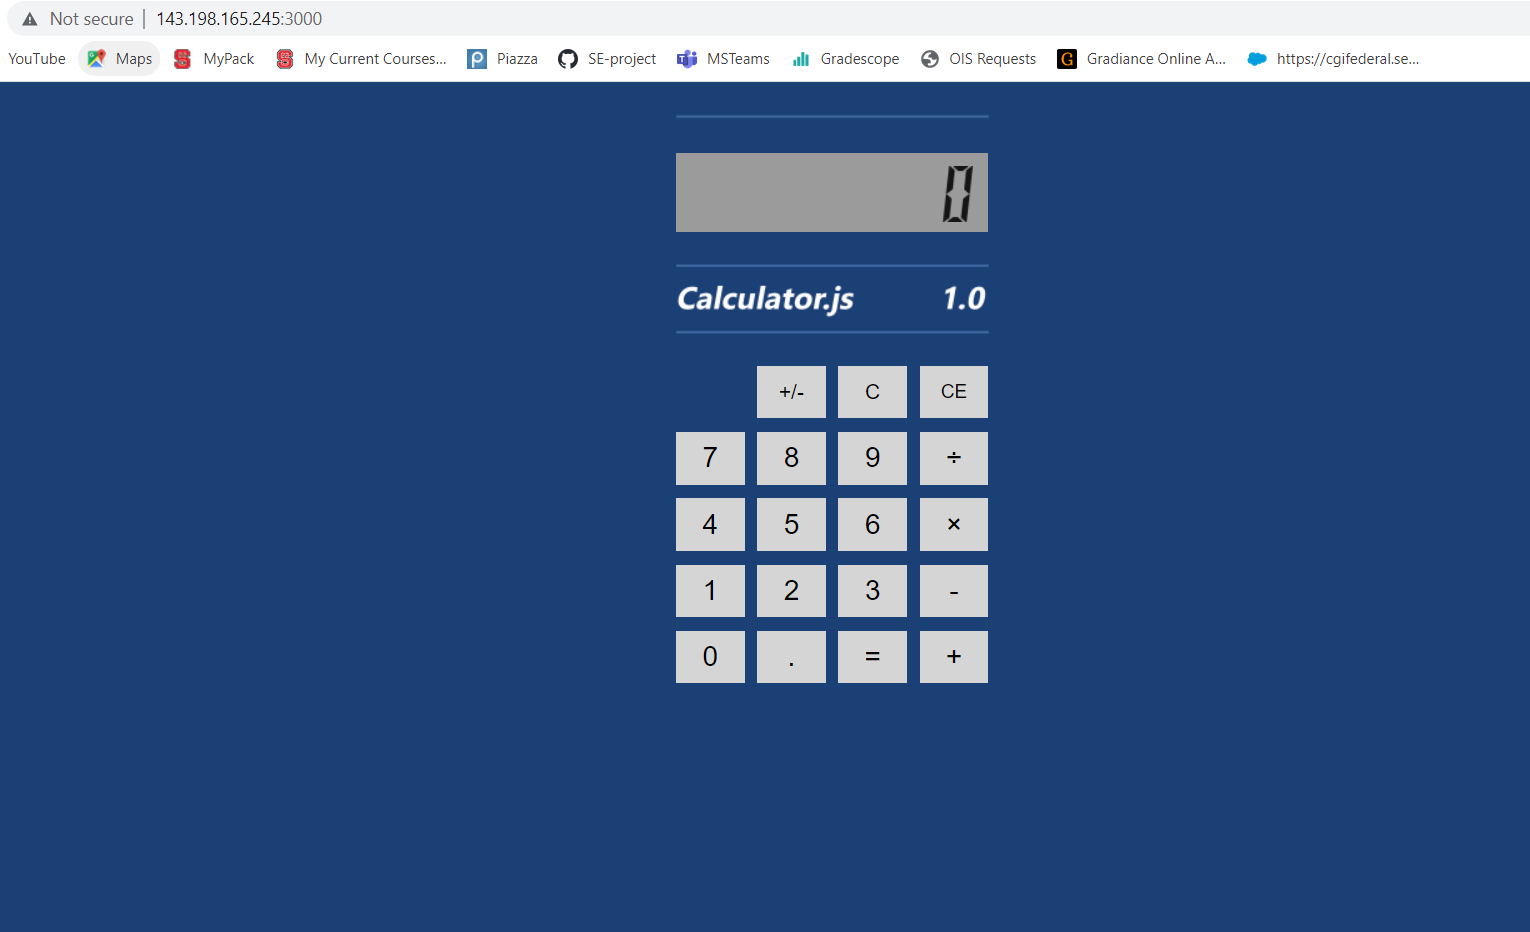 Not secure | 143.198.165.245:3000
YouTube Maps MyPack My Current Courses... Piazza SE-project MSTeams Gradescope OIS Requests G Gradiance Online A... https://cgifederal.se...
0
Calculator.js 1.0
+/- C CE
7 8 9 ÷
4 5 6 ×
1 2 3 -
0 . = +